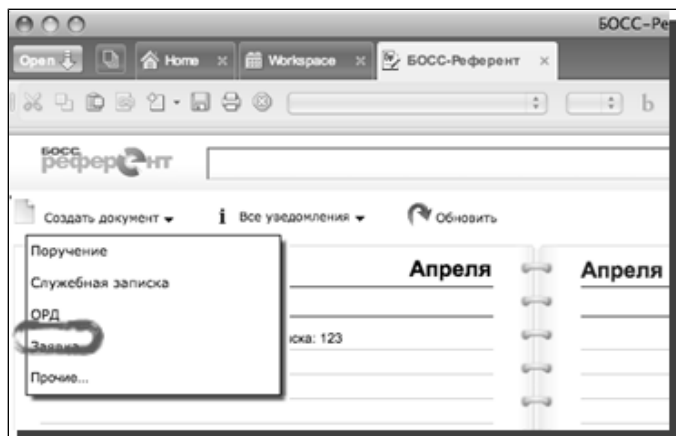 БОСС-Ре
Open Home × Workspace × БОСС-Референт ×
b
БОСС
референт
Создать документ i Все уведомления Обновить
Поручение
Апреля Апреля
Служебная записка
ОРД
Заявка
иска: 123
Прочие...